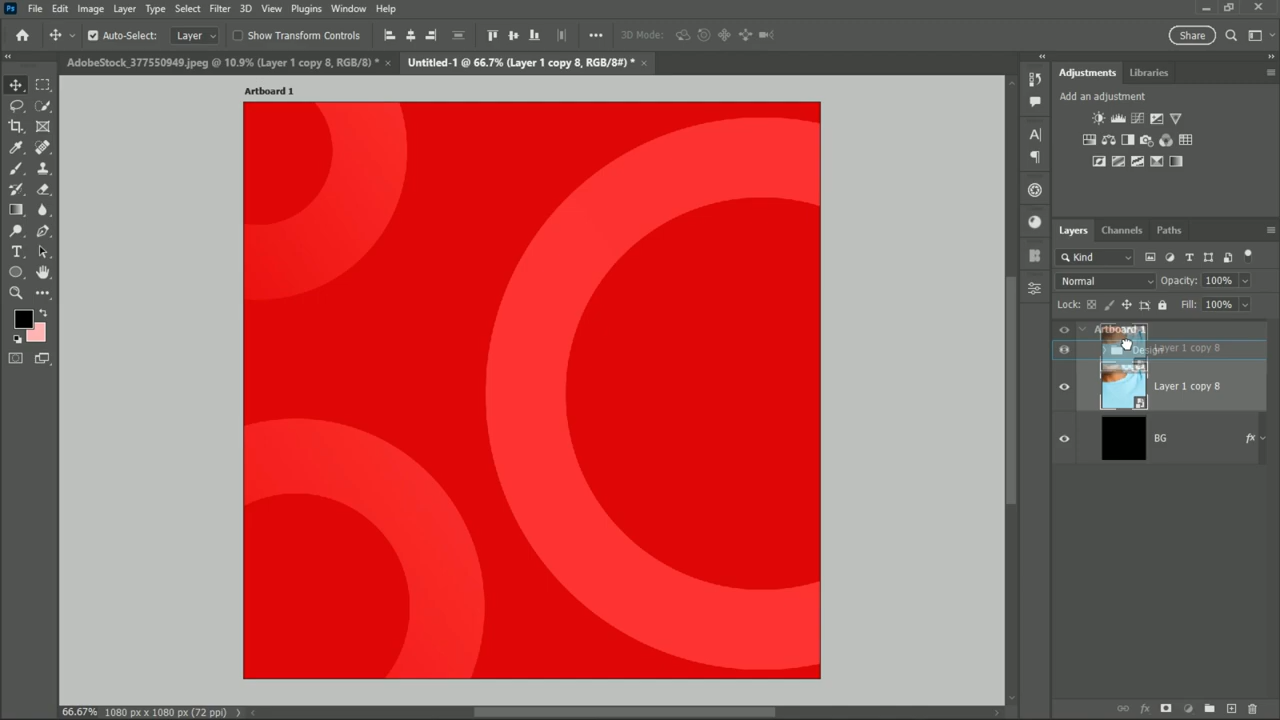 Ps File Edit Image Layer Type Select Filter 3D View Plugins Window Help
Auto-Select: Layer Show Transform Controls 3D Mode: Share
AdobeStock_377550949.jpeg @ 10.9% (Layer 1 copy 8, RGB/8) * × Untitled-1 @ 66.7% (Layer 1 copy 8, RGB/8#) * ×
Adjustments Libraries
Artboard 1
Add an adjustment
Layers Channels Paths
Kind
Normal Opacity: 100%
Lock: Fill: 100%
Artboard 1
Layer 1 copy 8
Design
Layer 1 copy 8
BG fx
66.67% 1080 px x 1080 px (72 ppi)
fx